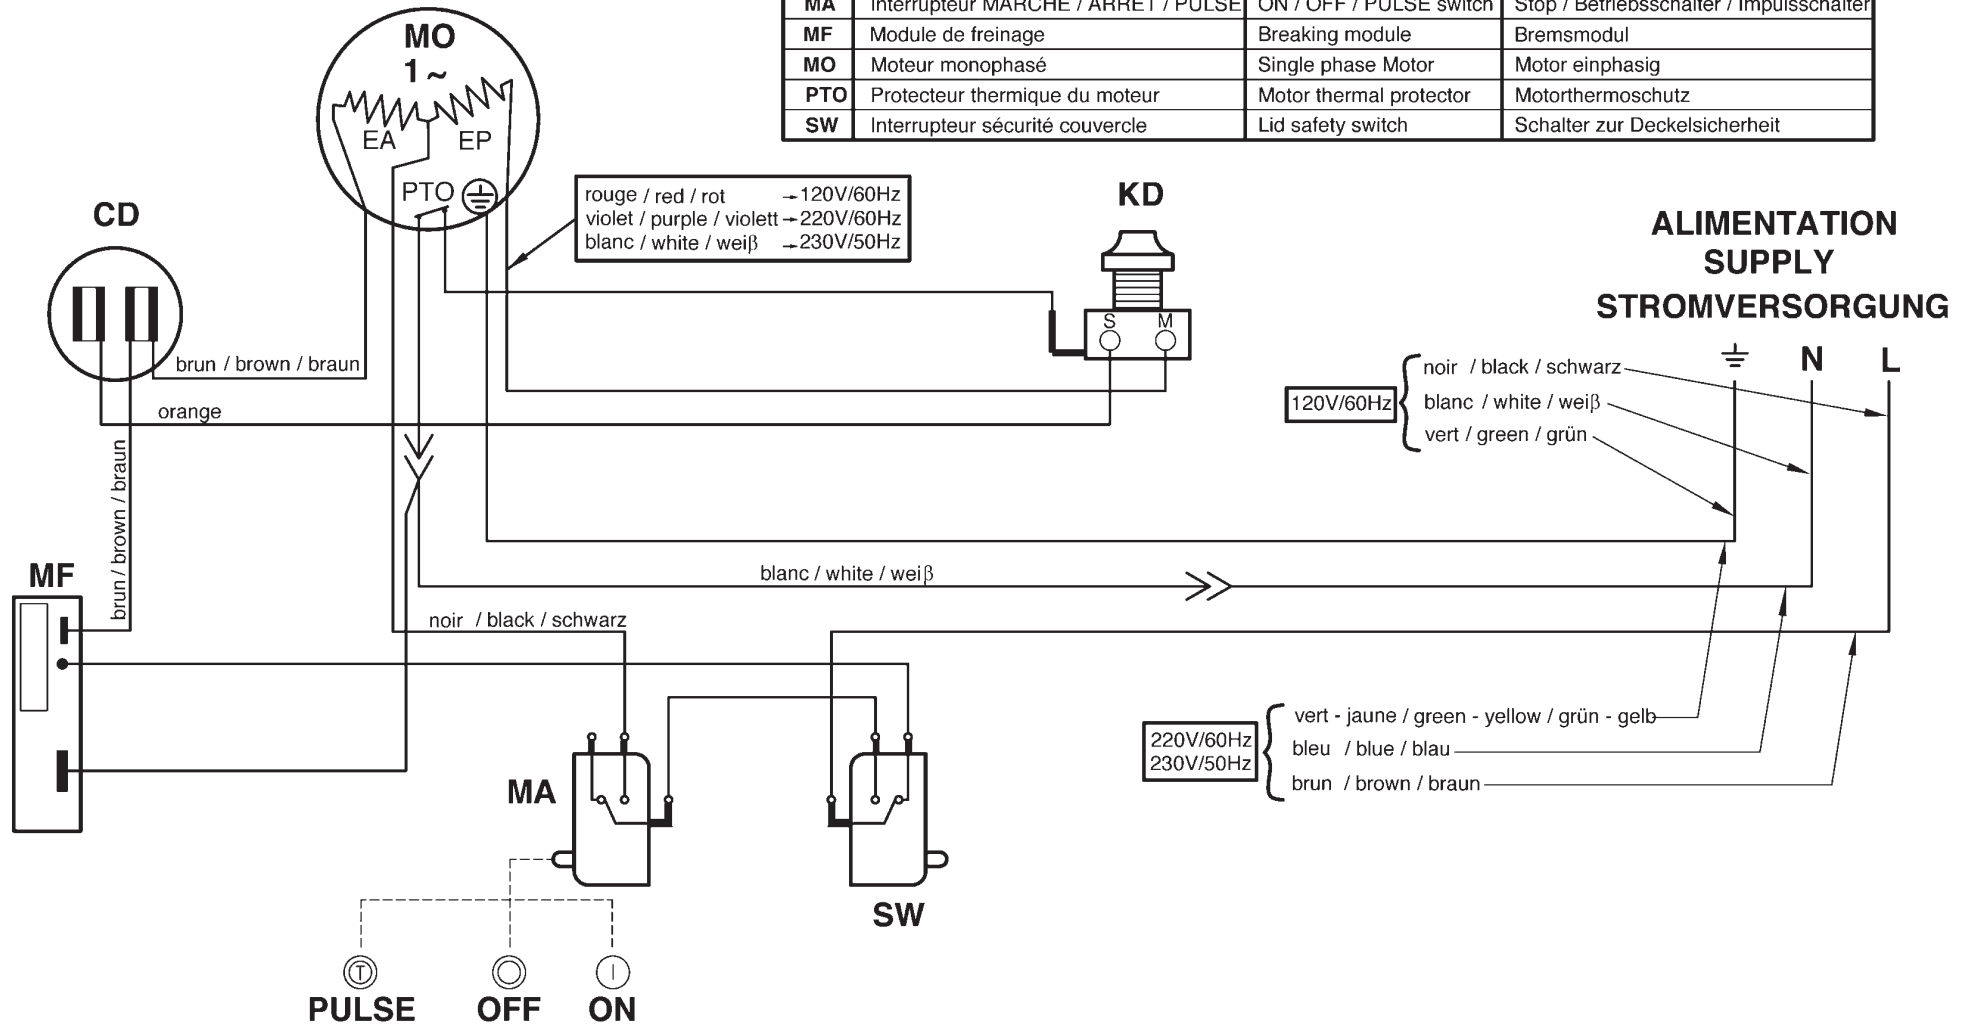 MA Interrupteur MARCHE / ARRET / PULSE ON / OFF / PULSE switch Stop / Betriebsschalter / Impulsschalter
MF Module de freinage Breaking module Bremsmodul
MO Moteur monophasé Single phase Motor Motor einphasig
PTO Protecteur thermique du moteur Motor thermal protector Motorthermoschutz
SW Interrupteur sécurité couvercle Lid safety switch Schalter zur Deckelsicherheit
MO
1 ~
EA EP
PTO
CD
rouge / red / rot → 120V/60Hz
violet / purple / violett → 220V/60Hz
blanc / white / weiβ → 230V/50Hz
KD
S M
ALIMENTATION
SUPPLY
STROMVERSORGUNG
N L
120V/60Hz
noir / black / schwarz
blanc / white / weiβ
vert / green / grün
brun / brown / braun
orange
brun / brown / braun
MF
blanc / white / weiβ
noir / black / schwarz
220V/60Hz
230V/50Hz
vert - jaune / green - yellow / grün - gelb
bleu / blue / blau
brun / brown / braun
MA
SW
T
PULSE OFF ON